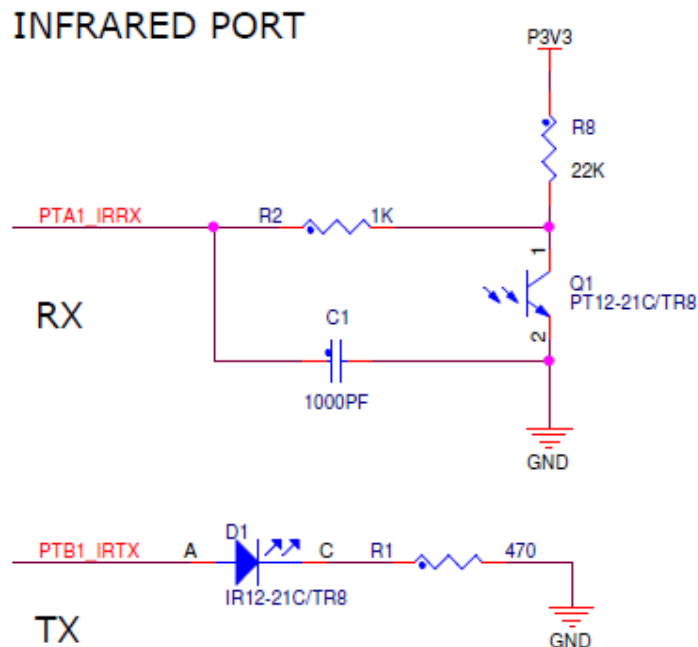 INFRARED PORT
P3V3
R8
22K
PTA1_IRRX
R2
1K
1
Q1
PT12-21C/TR8
RX
C1
2
1000PF
GND
D1
PTB1_IRTX
A
C
R1
470
IR12-21C/TR8
TX
GND